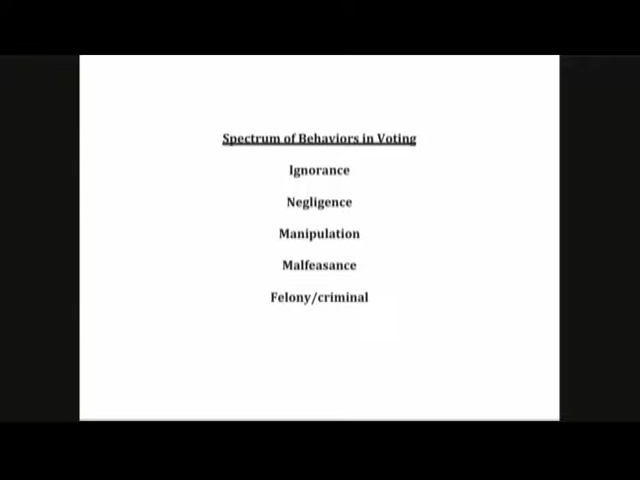 Spectrum of Behaviors in Voting
Ignorance
Negligence
Manipulation
Malfeasance
Felony/criminal